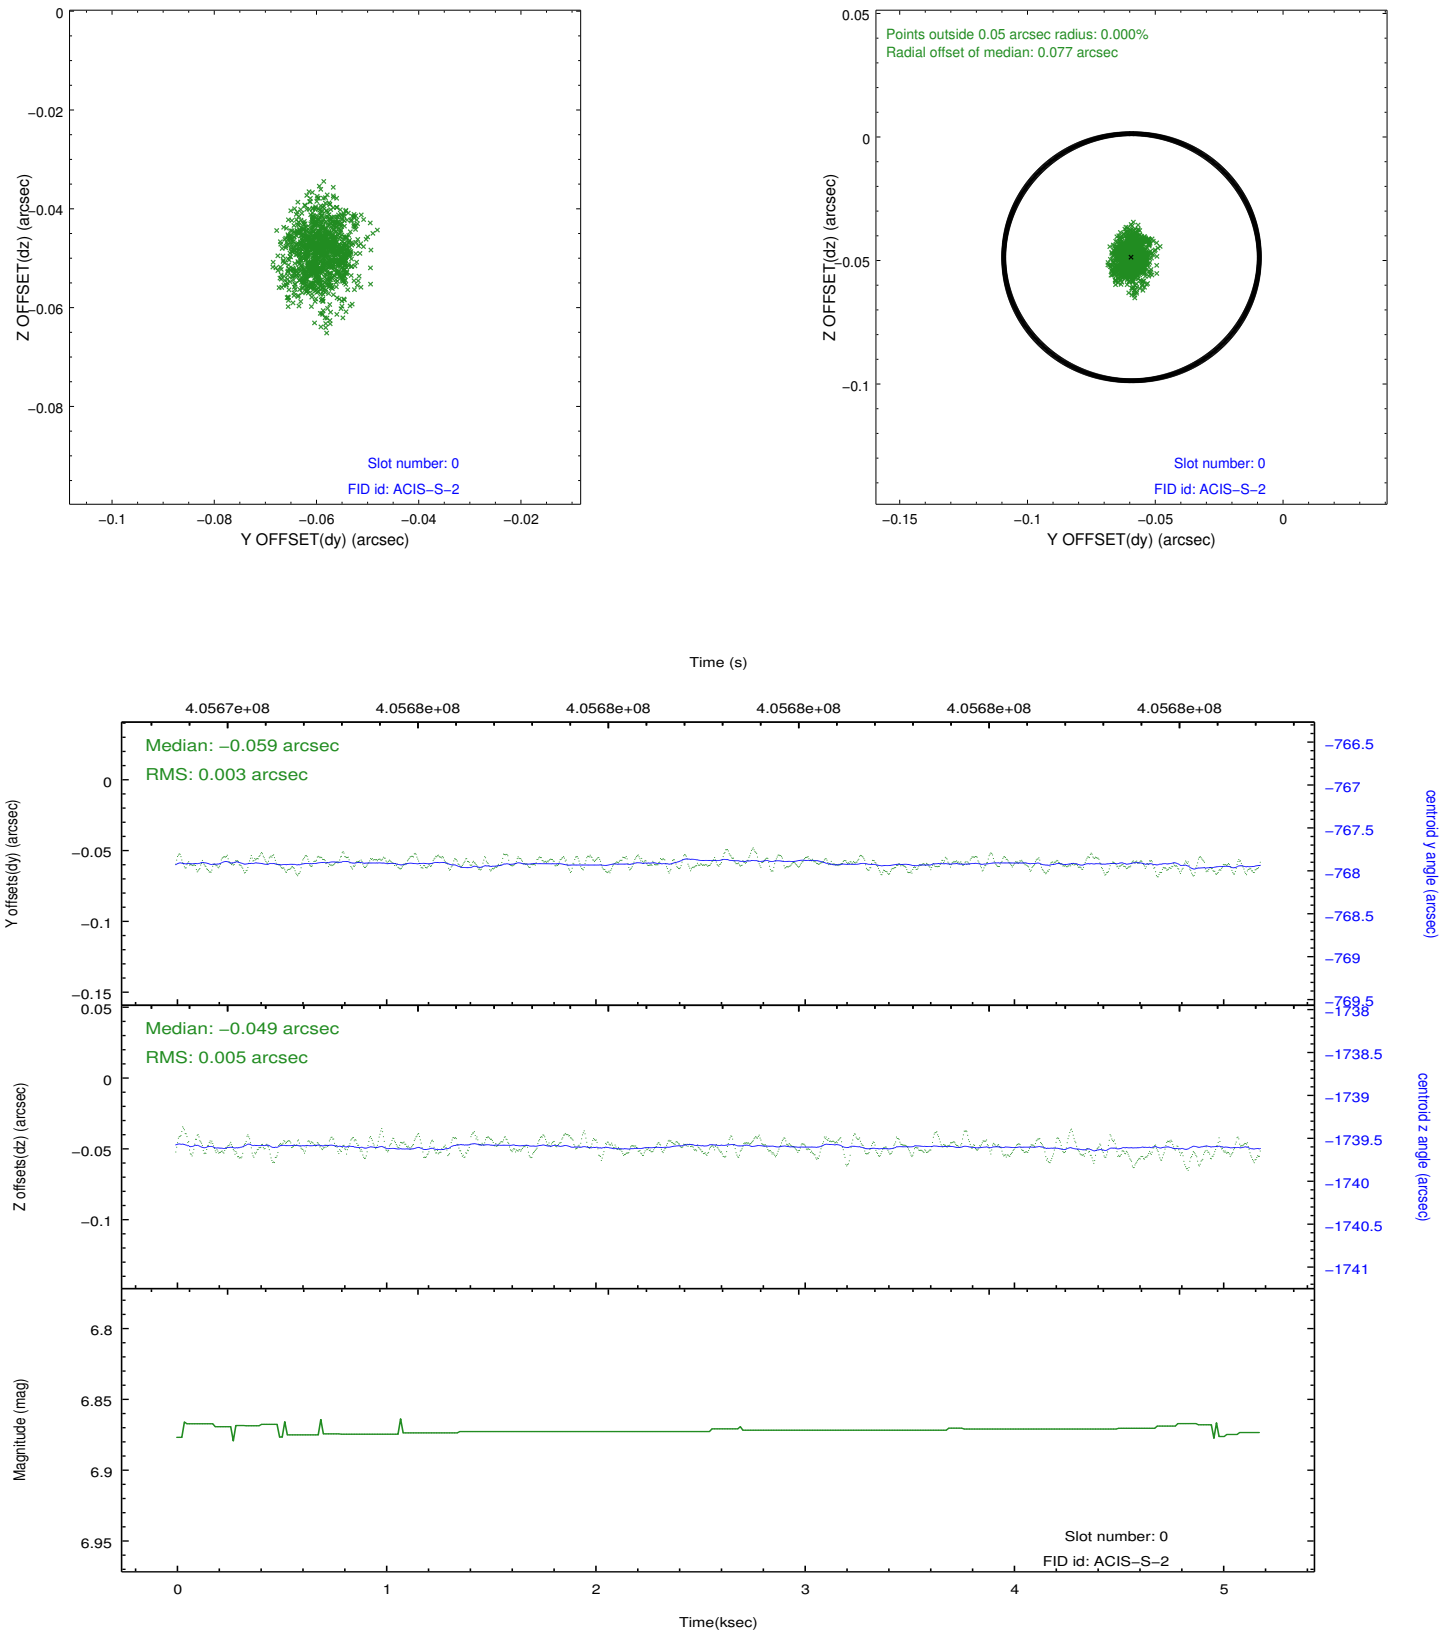 0
−0.02
−0.04
−0.06
−0.08
Z OFFSET(dz) (arcsec)
Slot number: 0
FID id: ACIS−S−2
−0.1
−0.08
−0.06
−0.04
−0.02
Y OFFSET(dy) (arcsec)
Points outside 0.05 arcsec radius: 0.000%
Radial offset of median: 0.077 arcsec
0.05
0
−0.05
−0.1
Z OFFSET(dz) (arcsec)
Slot number: 0
FID id: ACIS−S−2
−0.15
−0.1
−0.05
0
Y OFFSET(dy) (arcsec)
Time (s)
4.0567e+08
4.0568e+08
4.0568e+08
4.0568e+08
4.0568e+08
4.0568e+08
Median: −0.059 arcsec
RMS: 0.003 arcsec
0
−0.05
−0.1
−0.15
Y offsets(dy) (arcsec)
−766.5
−767
−767.5
−768
−768.5
−769
−769.5
centroid y angle (arcsec)
Median: −0.049 arcsec
RMS: 0.005 arcsec
0.05
0
−0.05
−0.1
Z offsets(dz) (arcsec)
−1738
−1738.5
−1739
−1739.5
−1740
−1740.5
−1741
centroid z angle (arcsec)
6.8
6.85
6.9
6.95
Magnitude (mag)
Slot number: 0
FID id: ACIS−S−2
0
1
2
3
4
5
Time(ksec)